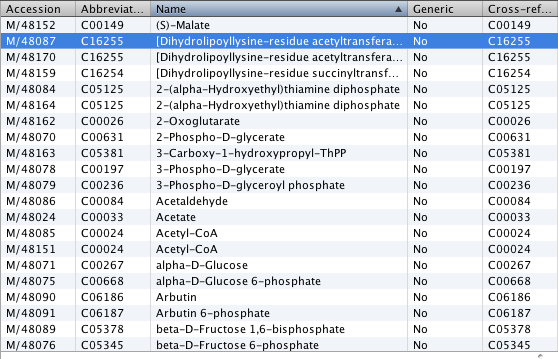 Accession Abbreviat... Name Generic Cross-ref...
M/48152 C00149 (S)-Malate No C00149
M/48087 C16255 [Dihydrolipoyllysine-residue acetyltransfera... No C16255
M/48170 C16255 [Dihydrolipoyllysine-residue acetyltransfera... No C16255
M/48159 C16254 [Dihydrolipoyllysine-residue succinyltransf... No C16254
M/48084 C05125 2-(alpha-Hydroxyethyl)thiamine diphosphate No C05125
M/48164 C05125 2-(alpha-Hydroxyethyl)thiamine diphosphate No C05125
M/48162 C00026 2-Oxoglutarate No C00026
M/48070 C00631 2-Phospho-D-glycerate No C00631
M/48163 C05381 3-Carboxy-1-hydroxypropyl-ThPP No C05381
M/48078 C00197 3-Phospho-D-glycerate No C00197
M/48079 C00236 3-Phospho-D-glyceroyl phosphate No C00236
M/48086 C00084 Acetaldehyde No C00084
M/48024 C00033 Acetate No C00033
M/48085 C00024 Acetyl-CoA No C00024
M/48151 C00024 Acetyl-CoA No C00024
M/48071 C00267 alpha-D-Glucose No C00267
M/48075 C00668 alpha-D-Glucose 6-phosphate No C00668
M/48090 C06186 Arbutin No C06186
M/48091 C06187 Arbutin 6-phosphate No C06187
M/48089 C05378 beta-D-Fructose 1,6-bisphosphate No C05378
M/48076 C05345 beta-D-Fructose 6-phosphate No C05345